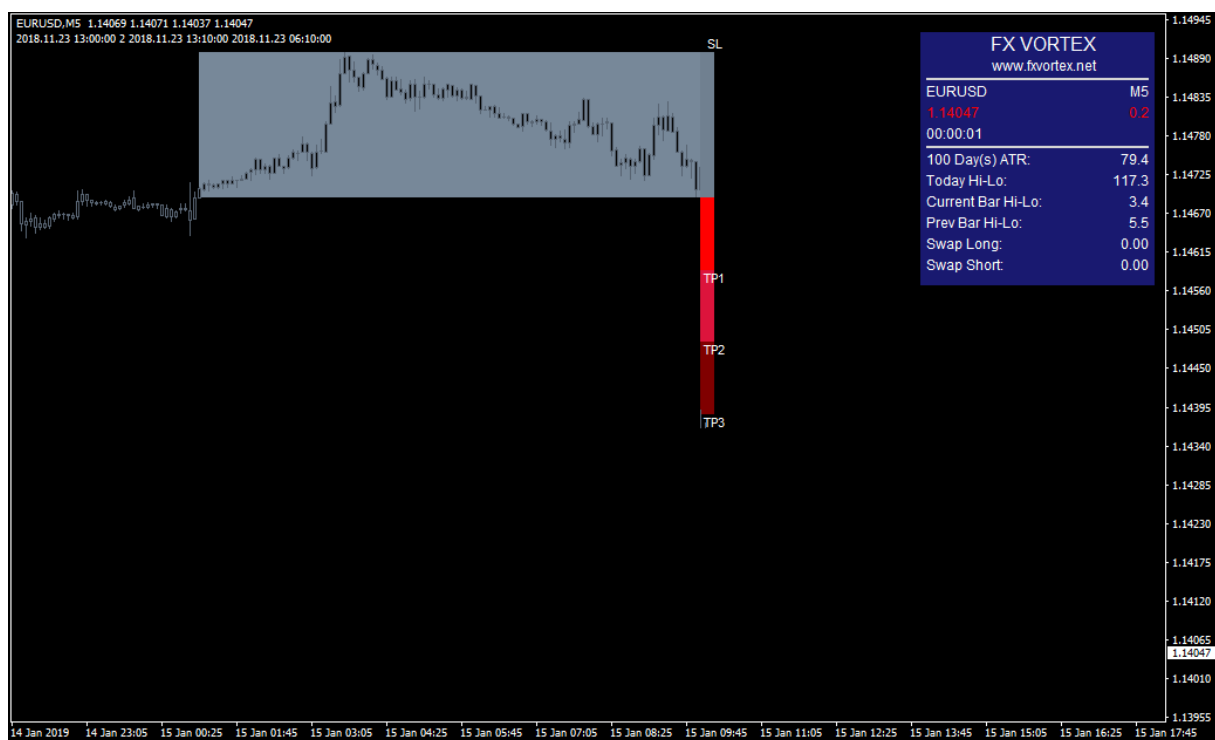 EURUSD,M5 1.14069 1.14071 1.14037 1.14047
2018.11.23 13:00:00 2 2018.11.23 13:10:00 2018.11.23 06:10:00
SL
TP1
TP2
TP3
FX VORTEX
www.fxvortex.net
EURUSD M5
1.14047 0.2
00:00:01
100 Day(s) ATR: 79.4
Today Hi-Lo: 117.3
Current Bar Hi-Lo: 3.4
Prev Bar Hi-Lo: 5.5
Swap Long: 0.00
Swap Short: 0.00
1.14945
1.14890
1.14835
1.14780
1.14725
1.14670
1.14615
1.14560
1.14505
1.14450
1.14395
1.14340
1.14285
1.14230
1.14175
1.14120
1.14065
1.14047
1.14010
1.13955
14 Jan 2019 14 Jan 23:05 15 Jan 00:25 15 Jan 01:45 15 Jan 03:05 15 Jan 04:25 15 Jan 05:45 15 Jan 07:05 15 Jan 08:25 15 Jan 09:45 15 Jan 11:05 15 Jan 12:25 15 Jan 13:45 15 Jan 15:05 15 Jan 16:25 15 Jan 17:45